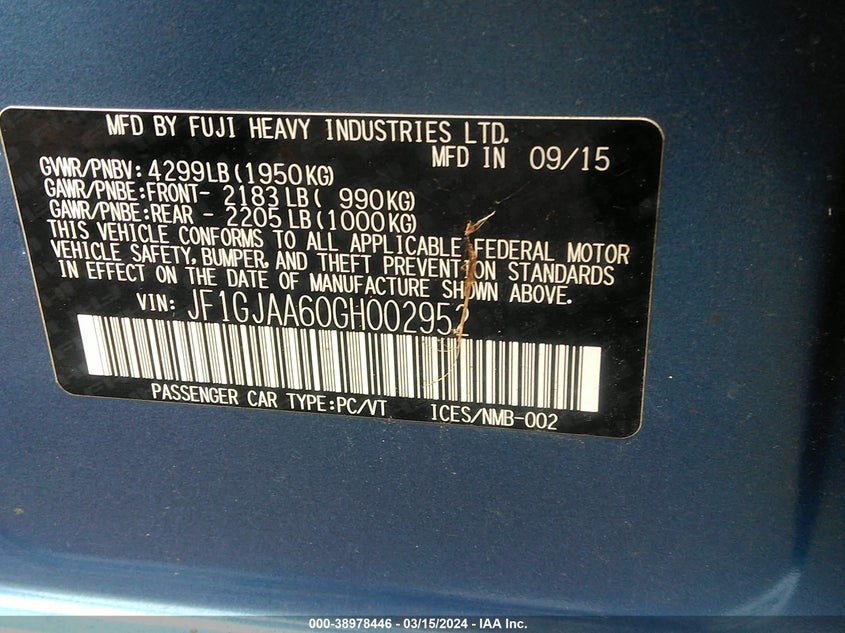 MFD BY FUJI HEAVY INDUSTRIES LTD.
MFD IN 09/15
GVWR/PNBV: 4299LB(1950KG)
GAWR/PNBE:FRONT- 2183LB( 990KG)
GAWR/PNBE:REAR - 2205LB(1000KG)
THIS VEHICLE CONFORMS TO ALL APPLICABLE FEDERAL MOTOR
VEHICLE SAFETY, BUMPER, AND THEFT PREVENTION STANDARDS
IN EFFECT ON THE DATE OF MANUFACTURE SHOWN ABOVE.
VIN: JF1GJAA60GH002952
PASSENGER CAR TYPE:PC/VT ICES/NMB-002
000-38978446 - 03/15/2024 - IAA Inc.